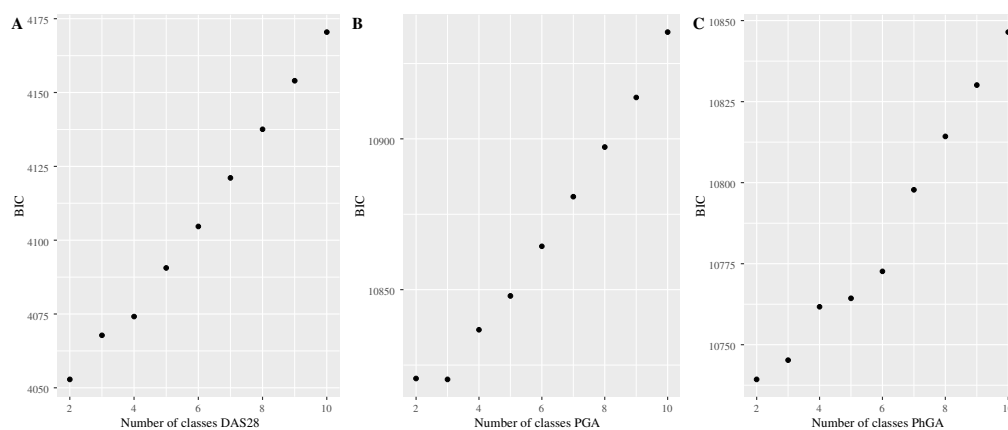 A
BIC
4175
4150
4125
4100
4075
4050
2 4 6 8 10
Number of classes DAS28
B
BIC
10900
10850
2 4 6 8 10
Number of classes PGA
C
BIC
10850
10825
10800
10775
10750
2 4 6 8 10
Number of classes PhGA